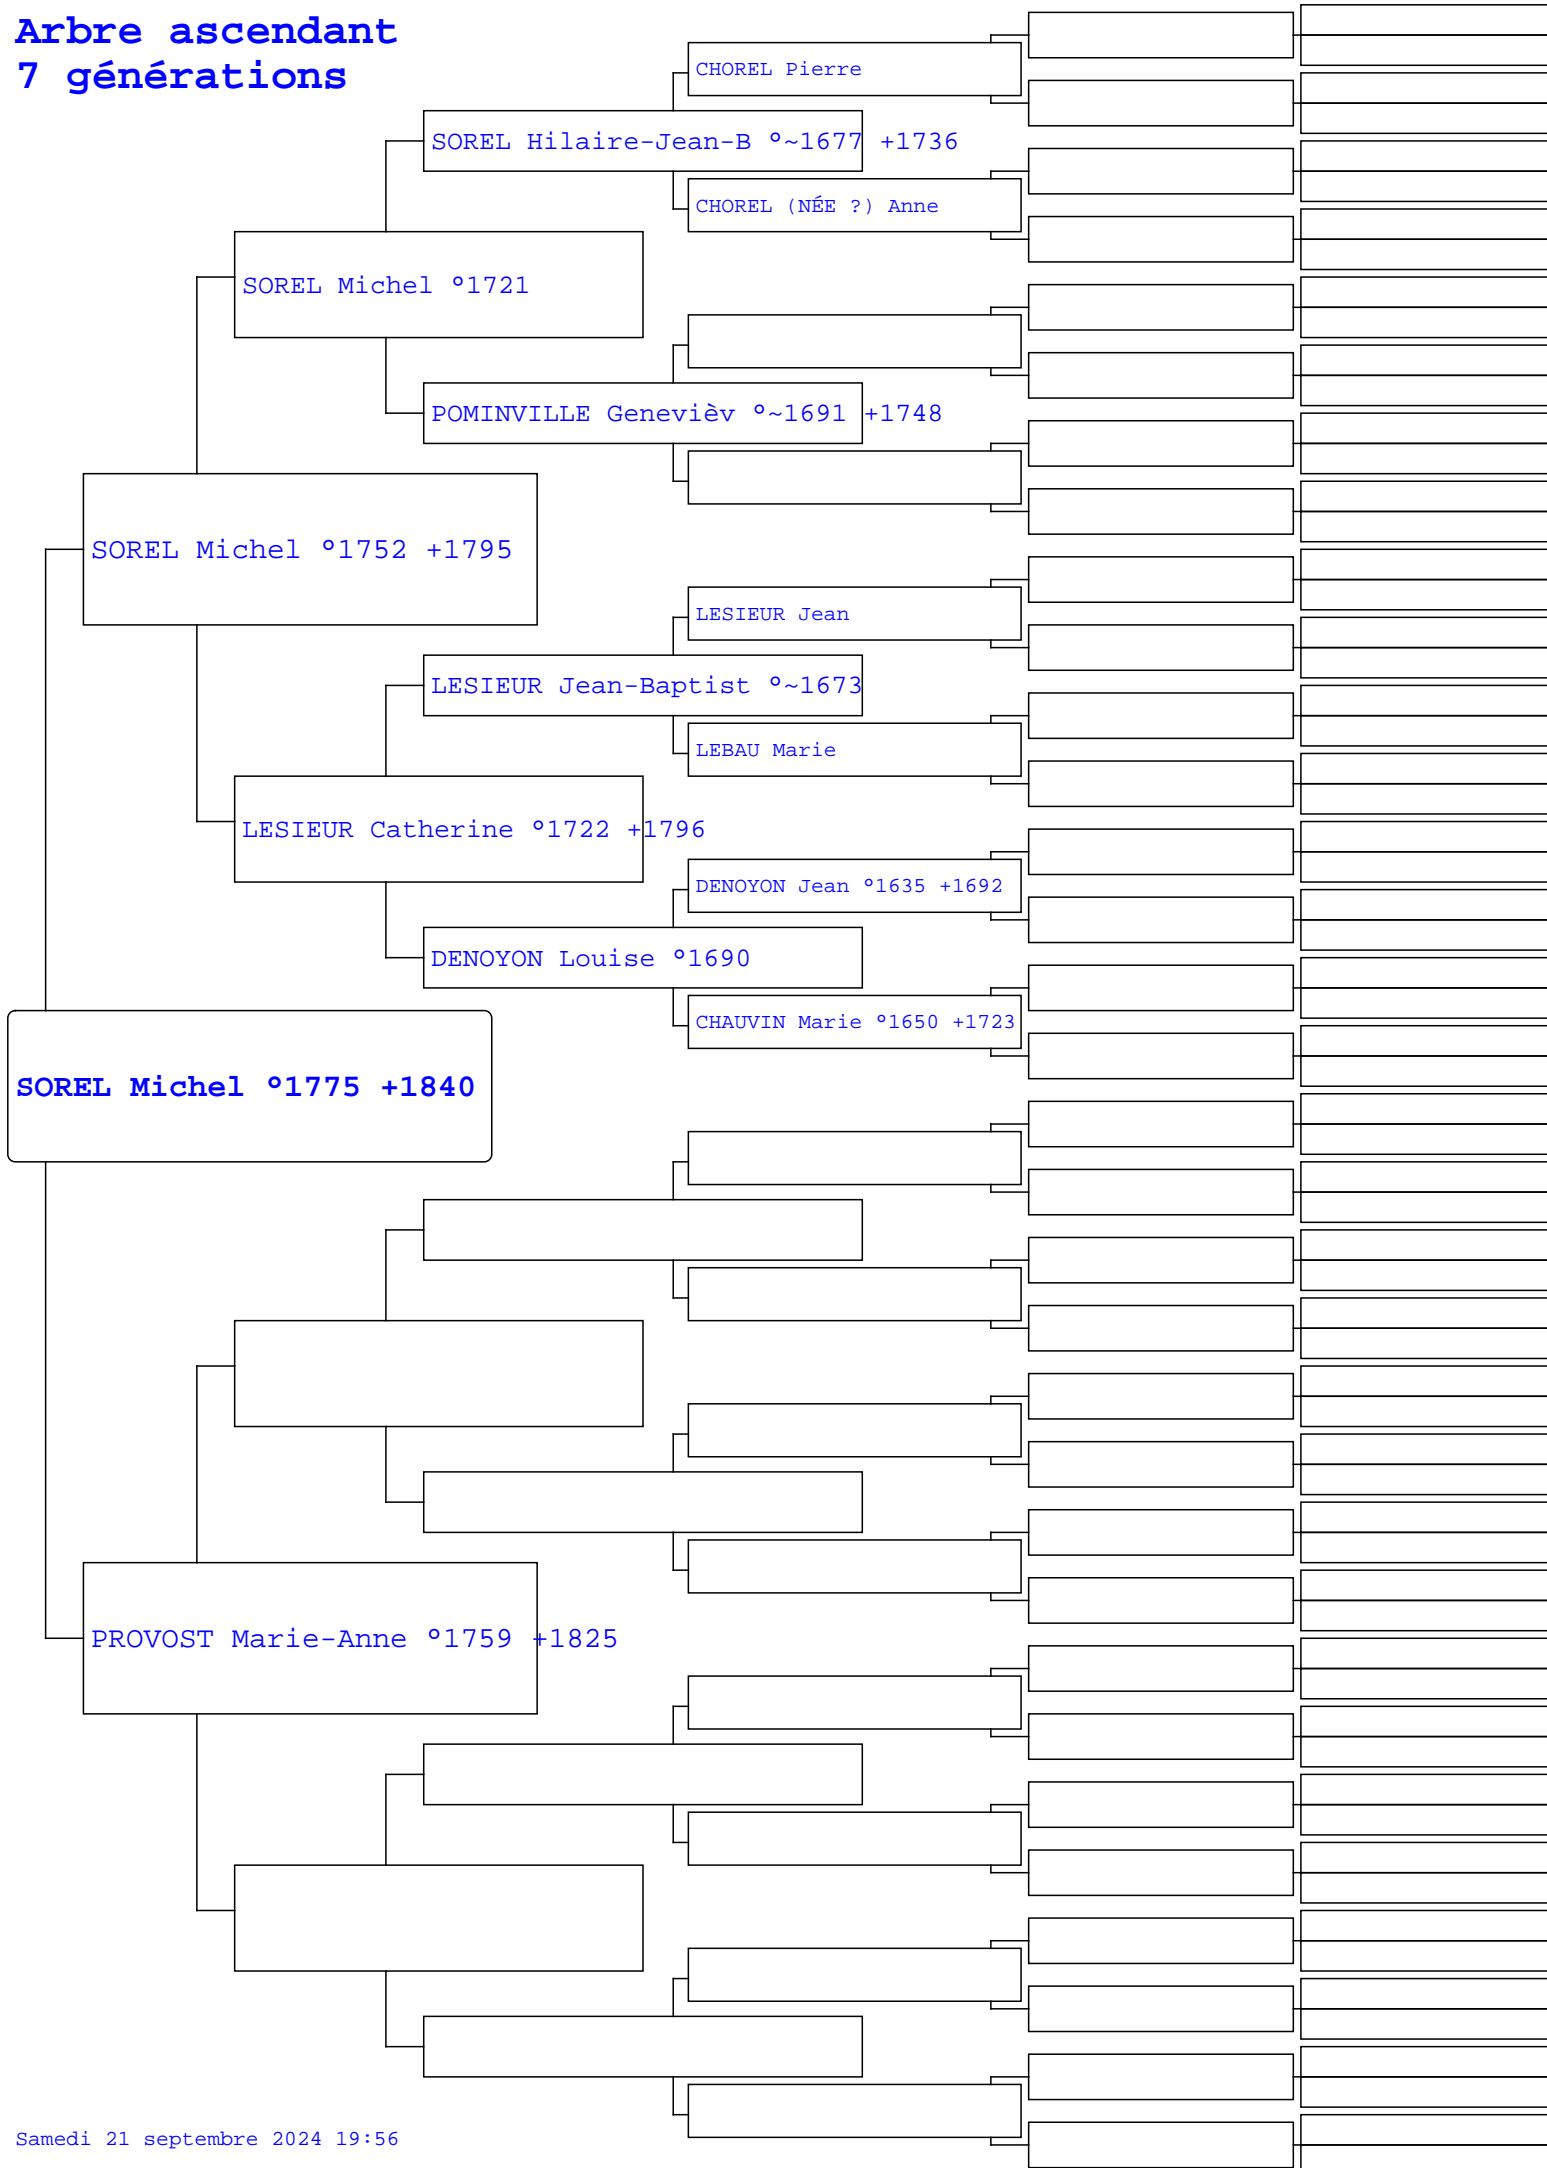 Arbre ascendant
7 générations
CHOREL Pierre
SOREL Hilaire-Jean-B °~1677 +1736
CHOREL (NÉE ?) Anne
SOREL Michel °1721
POMINVILLE Genevièv °~1691 +1748
SOREL Michel °1752 +1795
LESIEUR Jean
LESIEUR Jean-Baptist °~1673
LEBAU Marie
LESIEUR Catherine °1722 +1796
DENOYON Jean °1635 +1692
DENOYON Louise °1690
CHAUVIN Marie °1650 +1723
SOREL Michel °1775 +1840
PROVOST Marie-Anne °1759 +1825
Samedi 21 septembre 2024 19:56